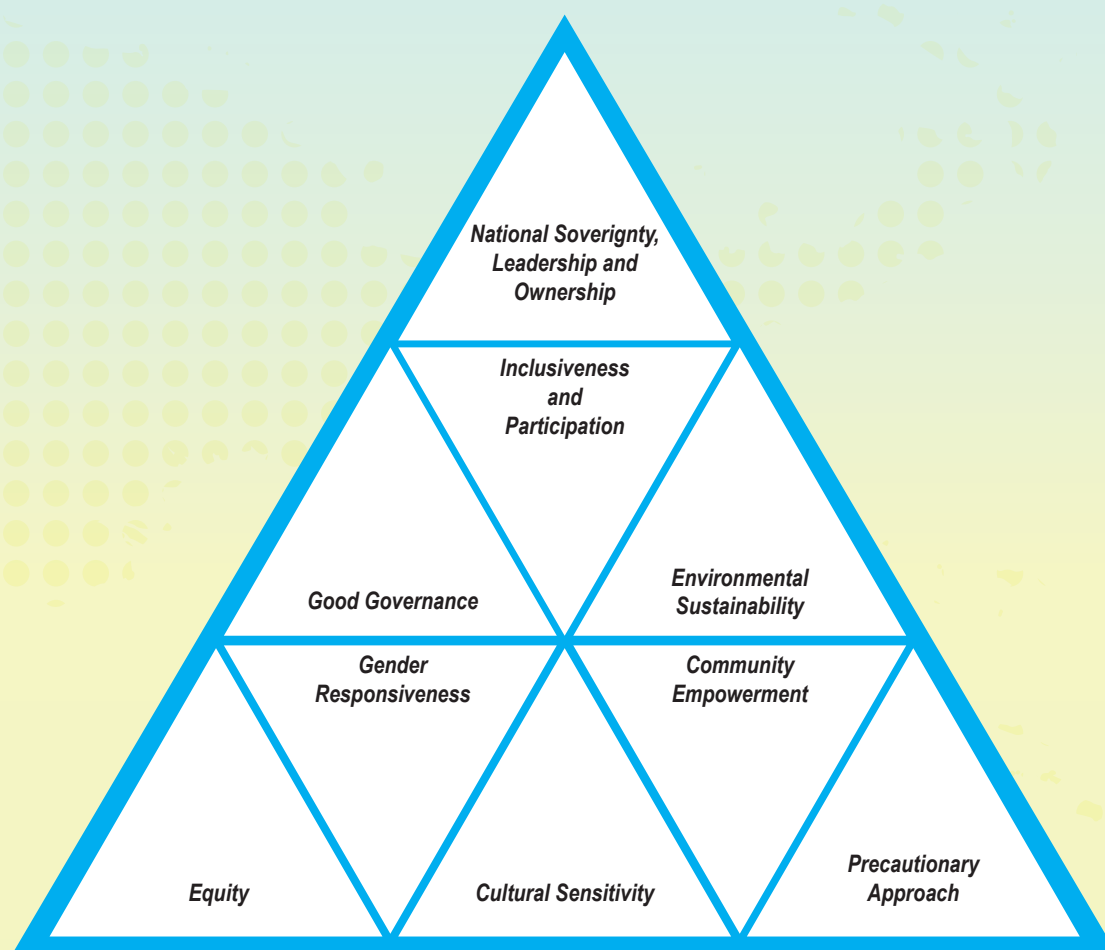 National Soverignty,
Leadership and
Ownership
Inclusiveness
and
Participation
Good Governance
Environmental
Sustainability
Gender
Responsiveness
Community
Empowerment
Equity
Cultural Sensitivity
Precautionary
Approach